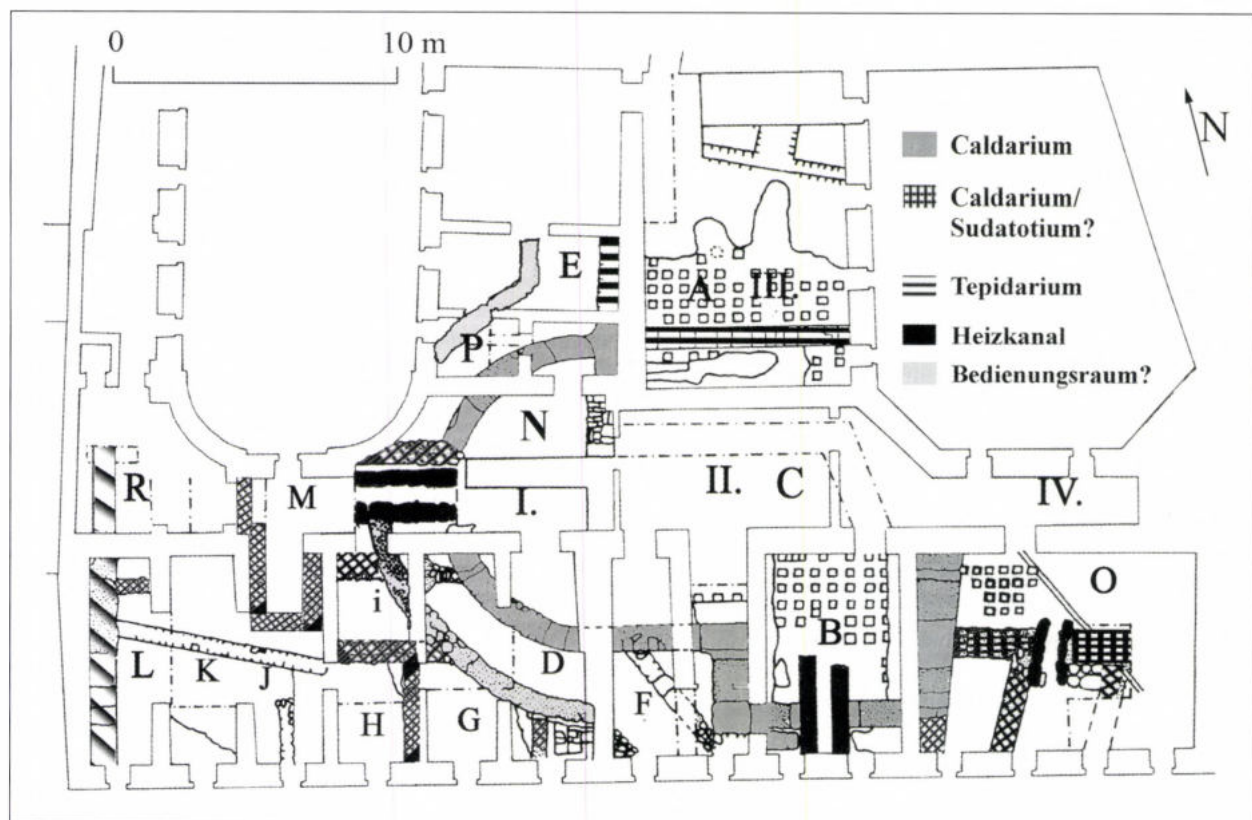 0 10 m
N
Caldarium
Caldarium/
Sudatotium?
Tepidarium
Heizkanal
Bedienungsraum?
E
A III.
P
N
R
M
I.
II. C
IV.
i
O
B
D
L K J
F
H G